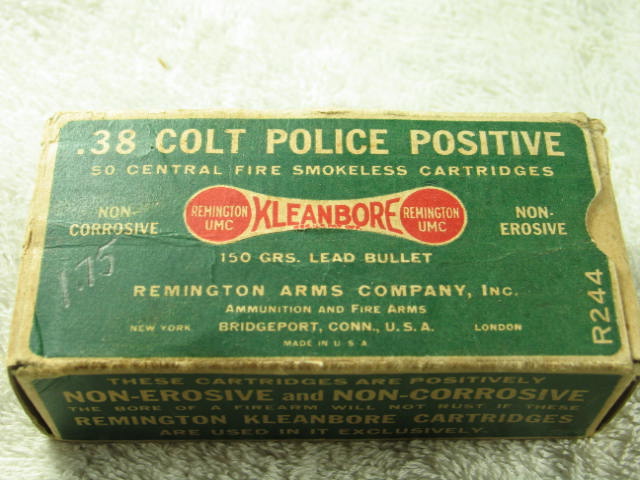 .38 COLT POLICE POSITIVE
50 CENTRAL FIRE SMOKELESS CARTRIDGES
NON-
CORROSIVE
REMINGTON
UMC
KLEANBORE
REMINGTON
UMC
NON-
EROSIVE
1.75
150 GRS. LEAD BULLET
REMINGTON ARMS COMPANY, INC.
AMMUNITION AND FIRE ARMS
NEW YORK BRIDGEPORT, CONN., U.S.A. LONDON
MADE IN U S A
R244
THESE CARTRIDGES ARE POSITIVELY
NON-EROSIVE and NON-CORROSIVE
THE BORE OF A FIREARM WILL NOT RUST IF THESE
REMINGTON KLEANBORE CARTRIDGES
ARE USED IN IT EXCLUSIVELY.